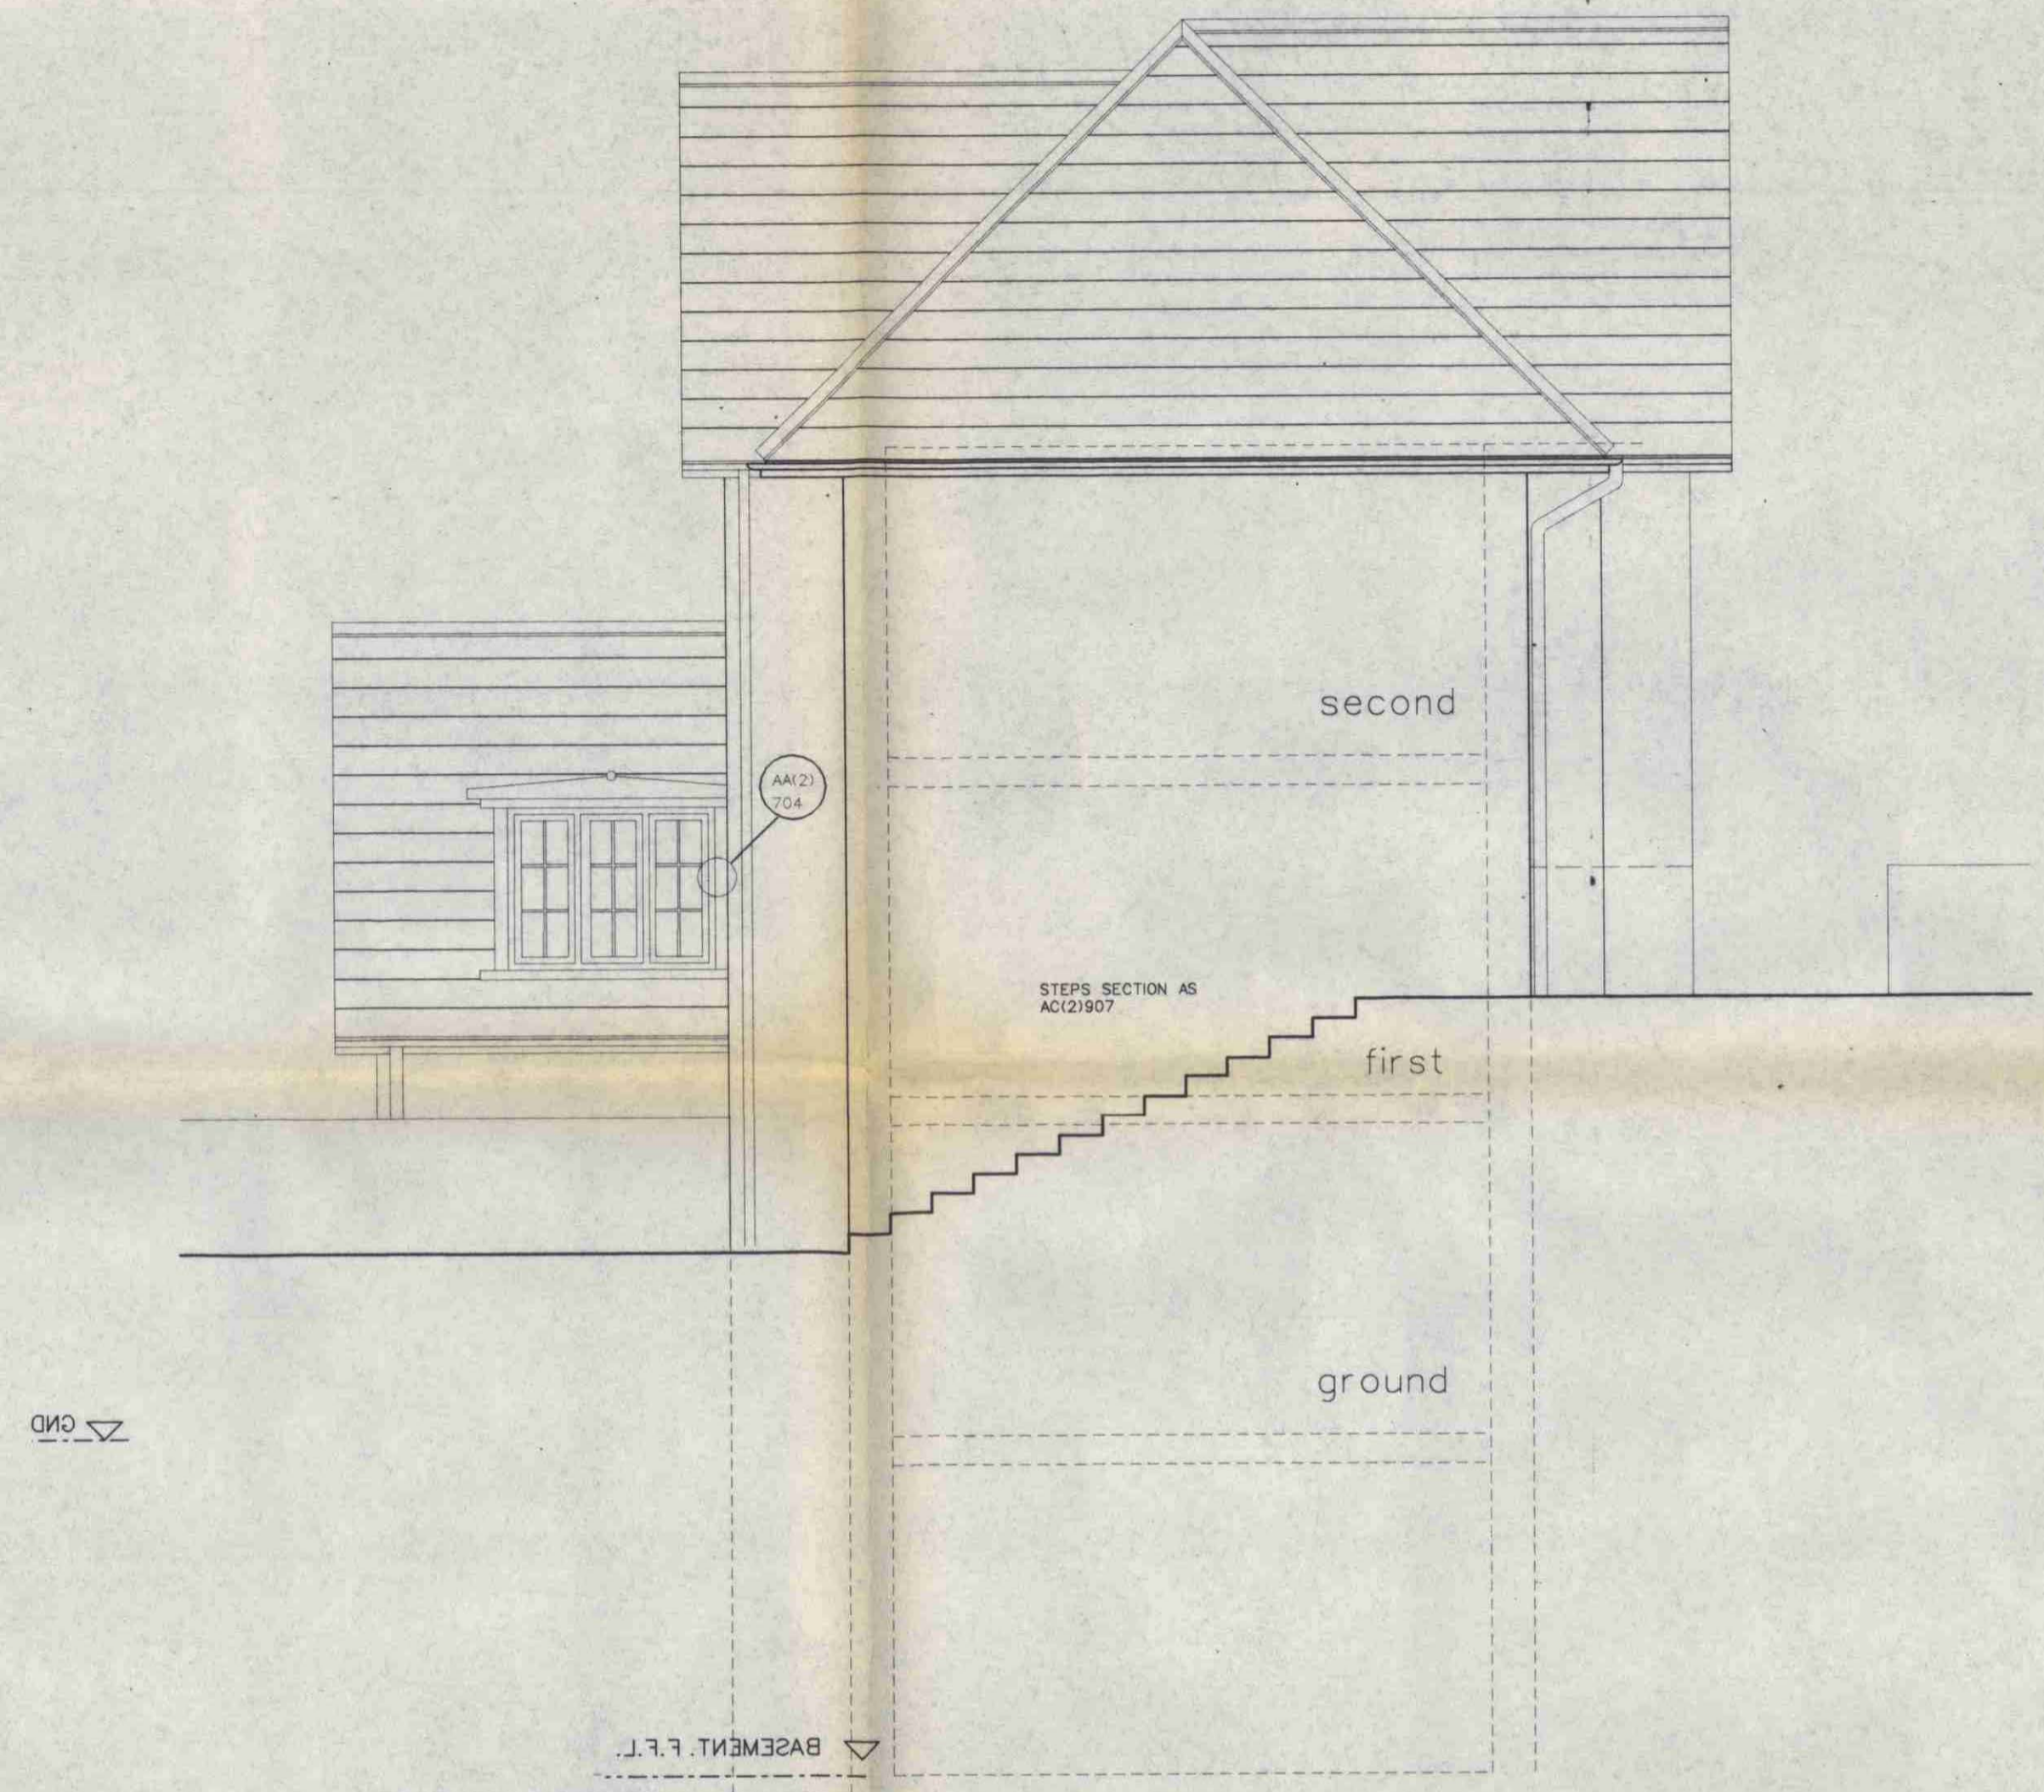 second
AA(2)
704
STEPS SECTION AS
AC(2)907
first
ground
GND
BASEMENT. F.F.L.